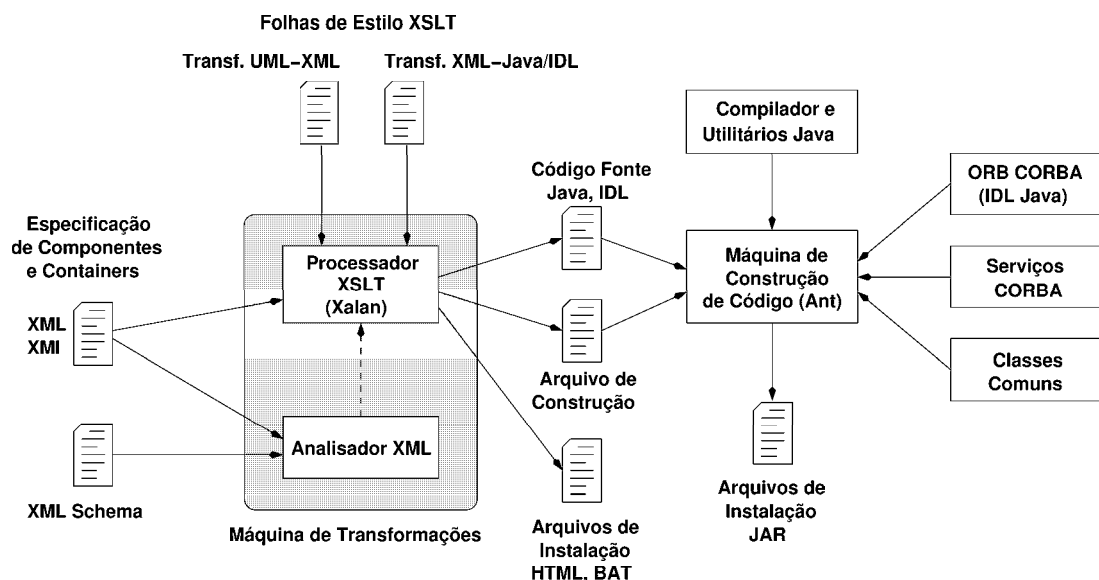 Folhas de Estilo XSLT
Transf. UML−XML
Transf. XML−Java/IDL
Especificação
de Componentes
e Containers
XML
XMI
XML Schema
Processador
XSLT
(Xalan)
Analisador XML
Máquina de Transformações
Código Fonte
Java, IDL
Arquivo de
Construção
Arquivos de
Instalação
HTML, BAT
Compilador e
Utilitários Java
Máquina de
Construção
de Código (Ant)
Arquivos de
Instalação
JAR
ORB CORBA
(IDL Java)
Serviços
CORBA
Classes
Comuns